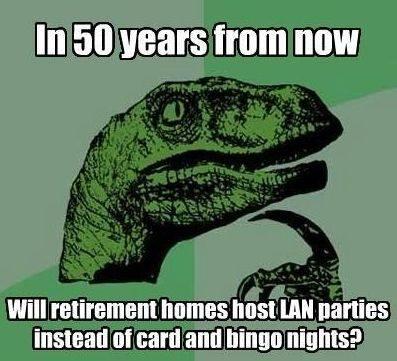 In 50 years from now
Will retirement homes host LAN parties
instead of card and bingo nights?